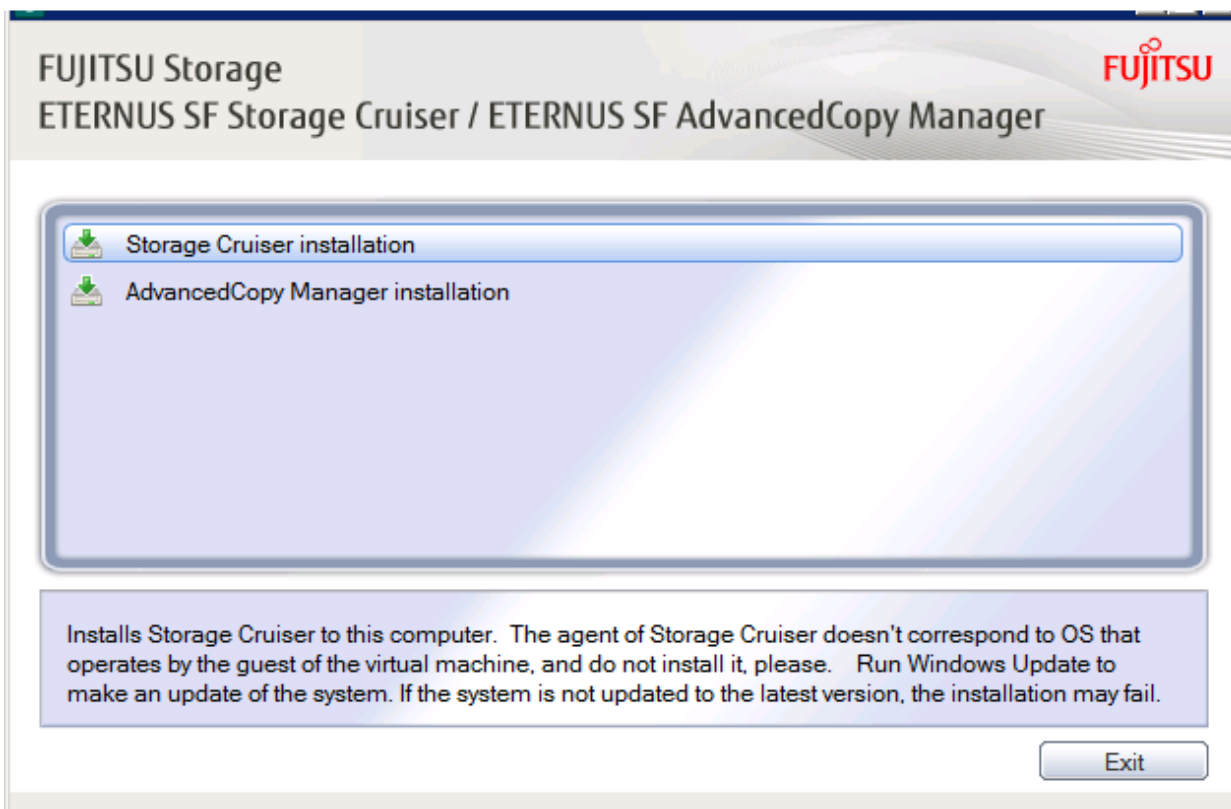 FUJITSU Storage
FUJITSU
ETERNUS SF Storage Cruiser / ETERNUS SF AdvancedCopy Manager
Storage Cruiser installation
AdvancedCopy Manager installation
Installs Storage Cruiser to this computer.  The agent of Storage Cruiser doesn't correspond to OS that
operates by the guest of the virtual machine, and do not install it, please.    Run Windows Update to
make an update of the system. If the system is not updated to the latest version, the installation may fail.
Exit